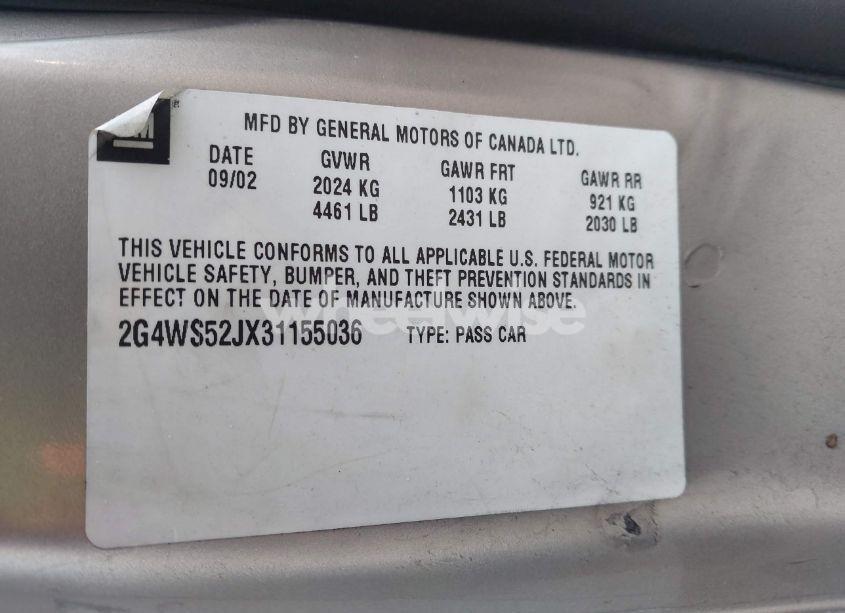 GM
MFD BY GENERAL MOTORS OF CANADA LTD.
DATE GVWR GAWR FRT GAWR RR
09/02 2024 KG 1103 KG 921 KG
4461 LB 2431 LB 2030 LB
THIS VEHICLE CONFORMS TO ALL APPLICABLE U.S. FEDERAL MOTOR
VEHICLE SAFETY, BUMPER, AND THEFT PREVENTION STANDARDS IN
EFFECT ON THE DATE OF MANUFACTURE SHOWN ABOVE.
wheelwise
2G4WS52JX31155036 TYPE: PASS CAR